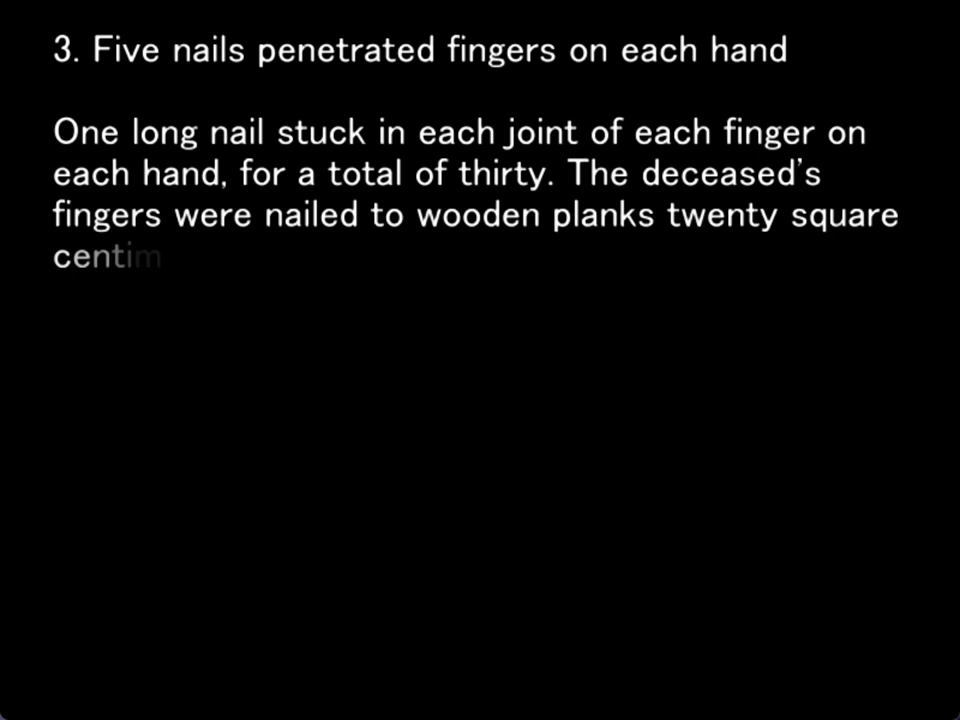 3. Five nails penetrated fingers on each hand
One long nail stuck in each joint of each finger on
each hand, for a total of thirty. The deceased's
fingers were nailed to wooden planks twenty square
centim